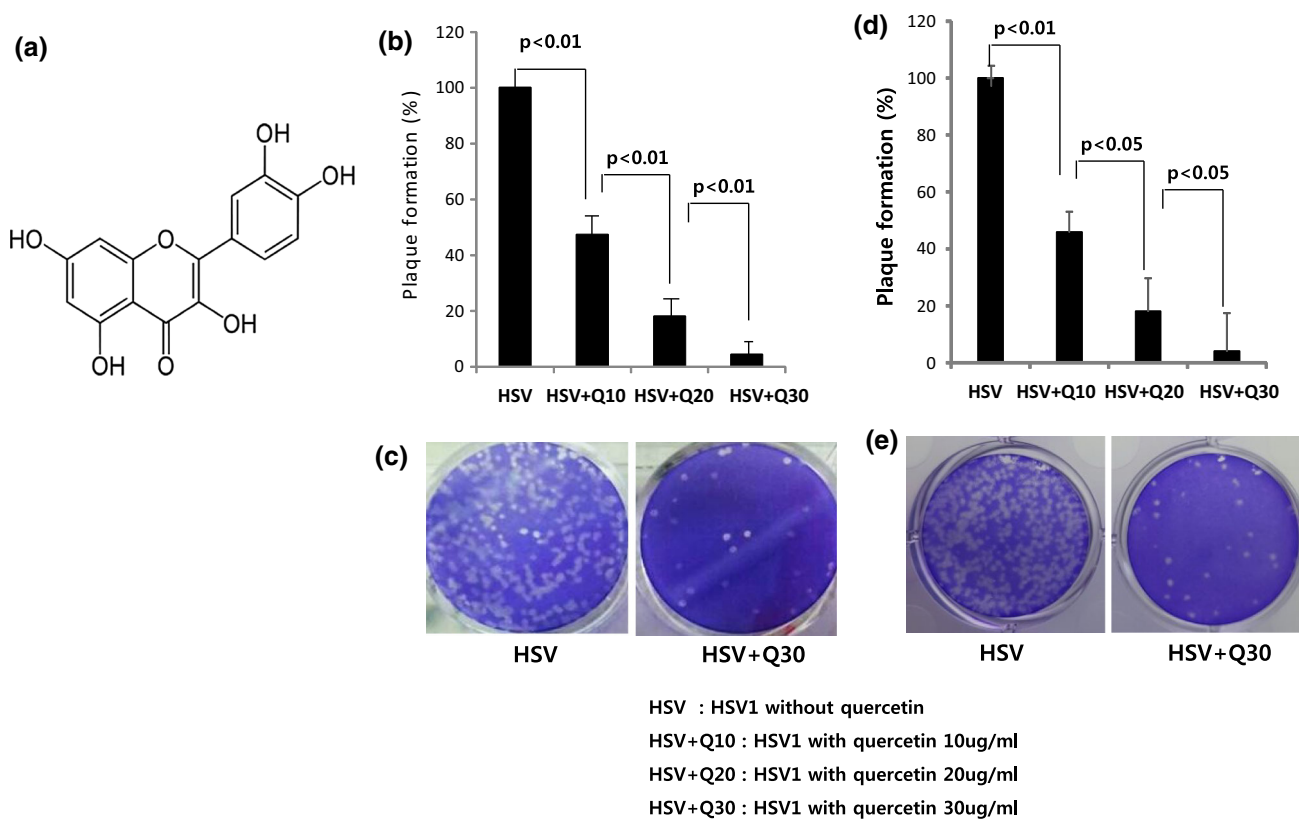 (a)
OH
OH
HO
O
OH
OH
O
(b)
120
100
80
60
40
20
0
Plaque formation (%)
p<0.01
p<0.01
p<0.01
HSV
HSV+Q10
HSV+Q20
HSV+Q30
(d)
120
100
120
80
60
40
20
0
Plaque formation (%)
p<0.01
p<0.05
p<0.05
HSV
HSV+Q10
HSV+Q20
HSV+Q30
(c)
HSV
HSV+Q30
(e)
HSV
HSV+Q30
HSV : HSV1 without quercetin
HSV+Q10 : HSV1 with quercetin 10ug/ml
HSV+Q20 : HSV1 with quercetin 20ug/ml
HSV+Q30 : HSV1 with quercetin 30ug/ml